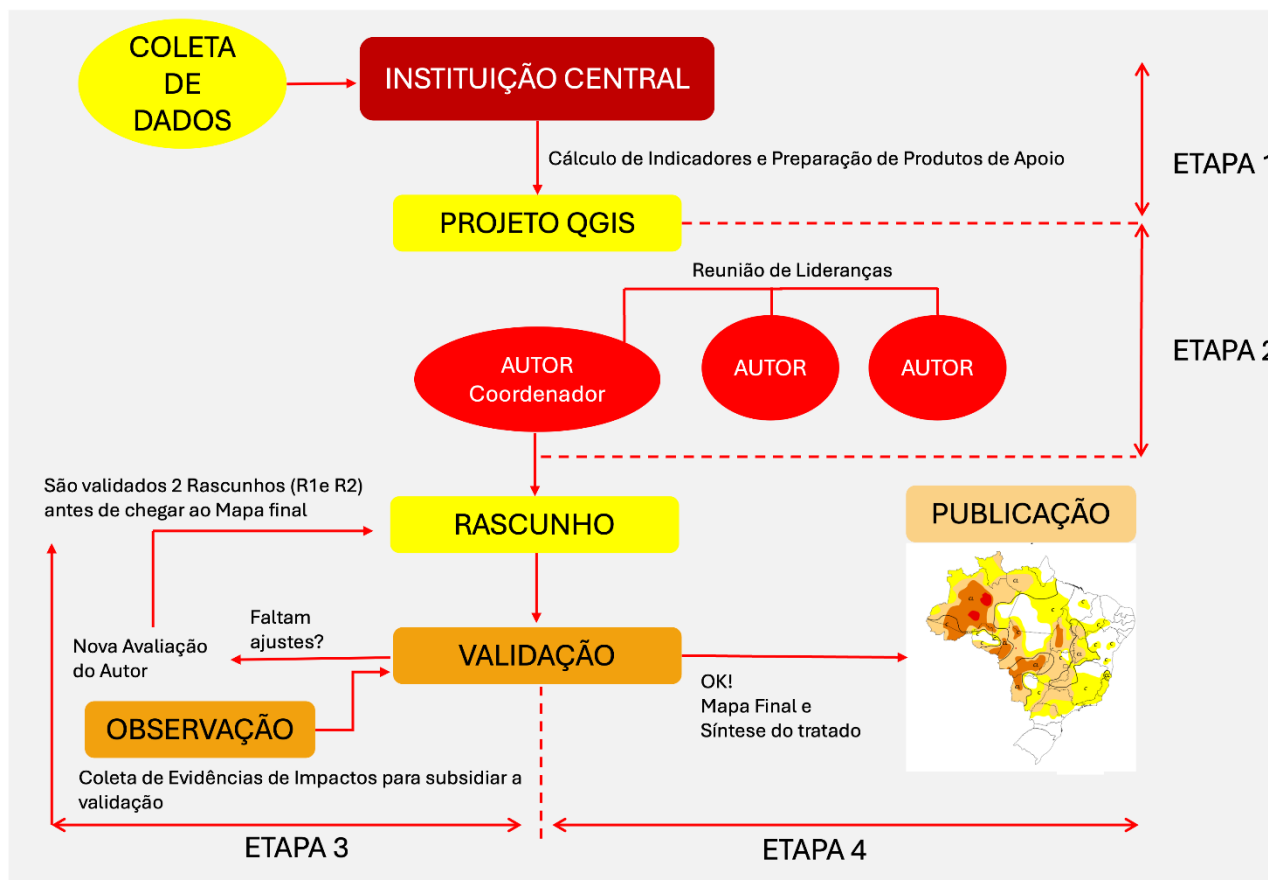 COLETA
DE
DADOS
INSTITUIÇÃO CENTRAL
Cálculo de Indicadores e Preparação de Produtos de Apoio
ETAPA 1
PROJETO QGIS
Reunião de Lideranças
AUTOR
Coordenador
AUTOR
AUTOR
ETAPA 2
São validados 2 Rascunhos (R1e R2)
antes de chegar ao Mapa final
RASCUNHO
PUBLICAÇÃO
Faltam
ajustes?
Nova Avaliação
do Autor
VALIDAÇÃO
OK!
Mapa Final e
Síntese do tratado
OBSERVAÇÃO
Coleta de Evidências de Impactos para subsidiar a
validação
ETAPA 3
ETAPA 4